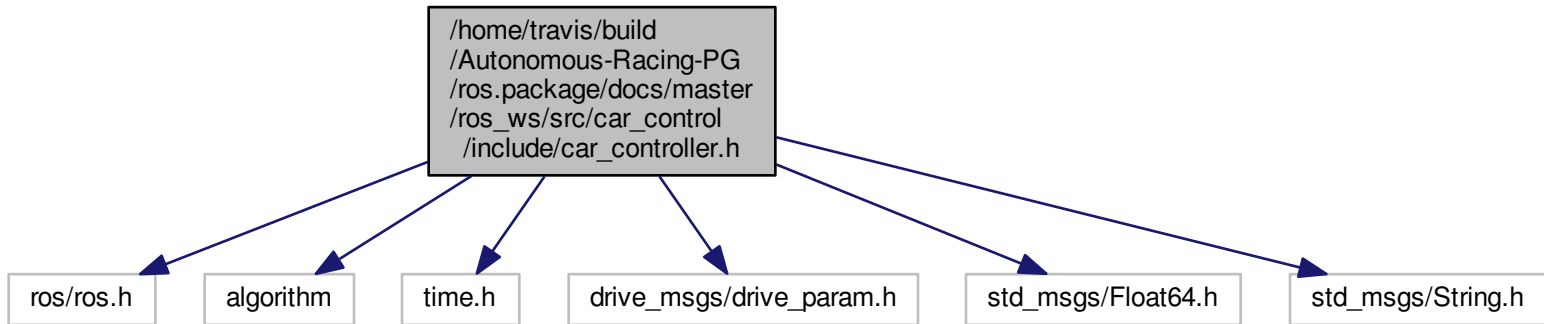 /home/travis/build
/Autonomous-Racing-PG
/ros.package/docs/master
/ros_ws/src/car_control
/include/car_controller.h
ros/ros.h
algorithm
time.h
drive_msgs/drive_param.h
std_msgs/Float64.h
std_msgs/String.h